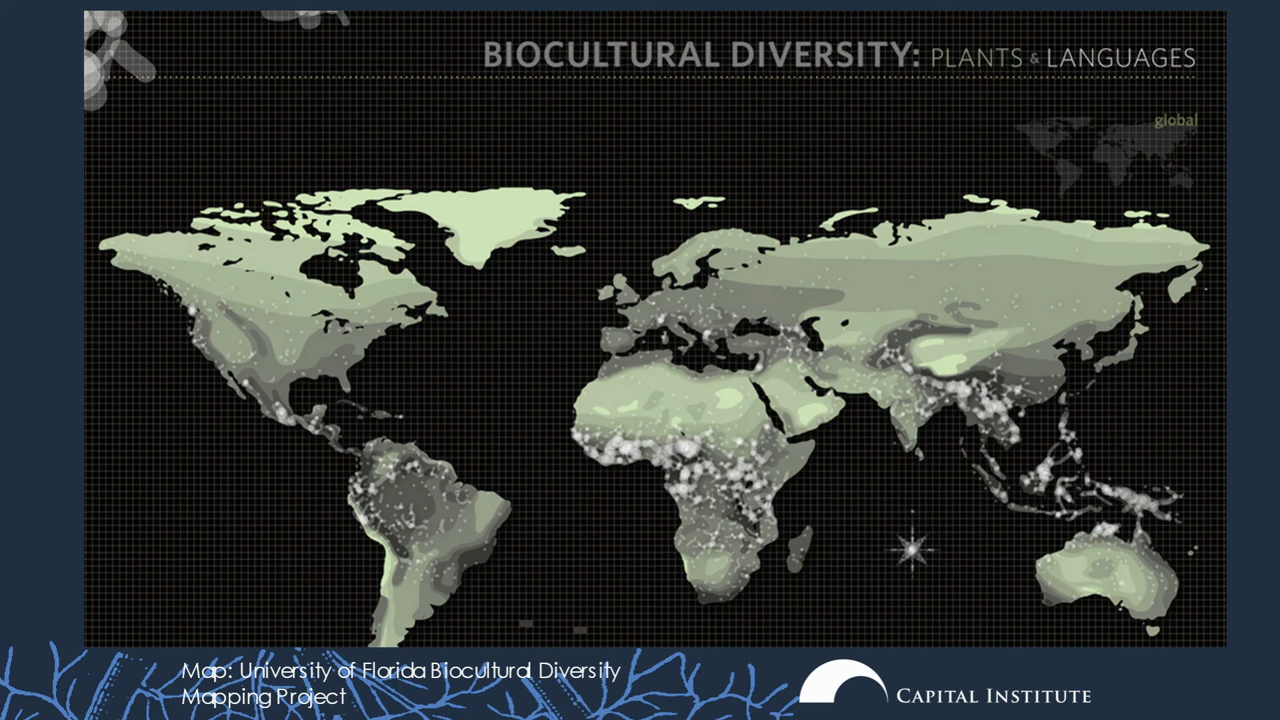 BIOCULTURAL DIVERSITY: PLANTS & LANGUAGES
global
Map: University of Florida Biocultural Diversity
Mapping Project
CAPITAL INSTITUTE